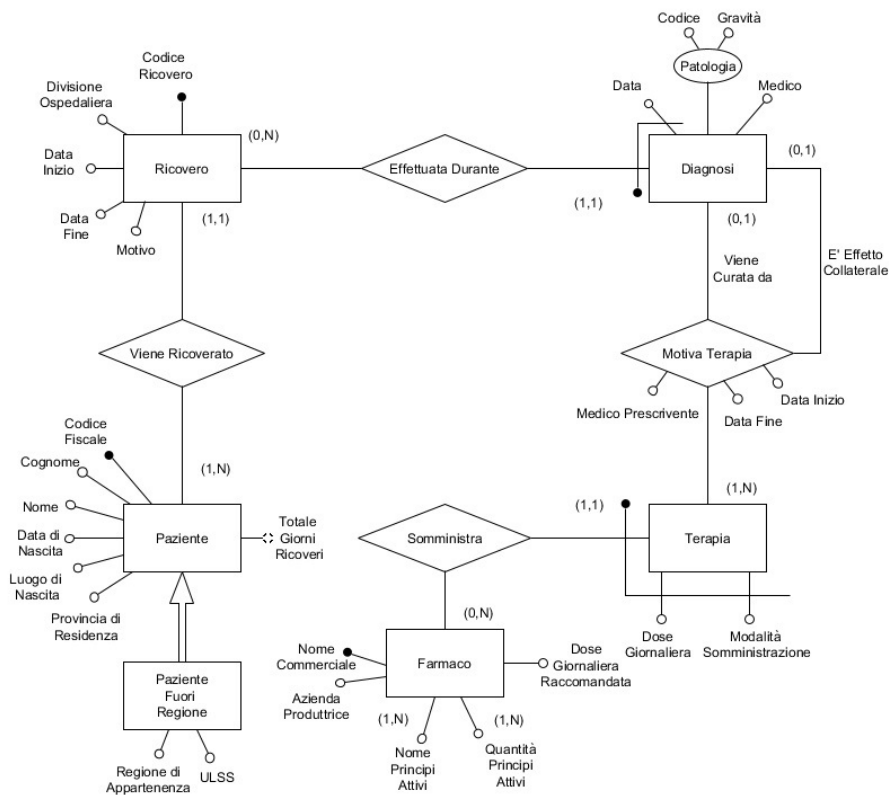 Codice
Gravità
Patologia
Codice
Ricovero
Divisione
Ospedaliera
Data
Medico
(0,N)
(0,1)
Data
Inizio
Ricovero
Effettuata Durante
Diagnosi
(1,1)
(1,1)
(0,1)
Data
Fine
Motivo
Viene
Curata da
E' Effetto
Collaterale
Viene Ricoverato
Motiva Terapia
Medico Prescrivente
Data Fine
Data Inizio
Codice
Fiscale
Cognome
(1,N)
(1,N)
Nome
(1,1)
Data di
Nascita
Paziente
Totale
Giorni
Ricoveri
Somministra
Terapia
Luogo di
Nascita
Provincia di
Residenza
(0,N)
Dose
Giornaliera
Modalità
Somministrazione
Nome
Commerciale
Farmaco
Dose
Giornaliera
Raccomandata
Paziente
Fuori
Regione
Azienda
Produttrice
(1,N)
(1,N)
Nome
Principi
Attivi
Quantità
Principi
Attivi
Regione di
Appartenenza
ULSS